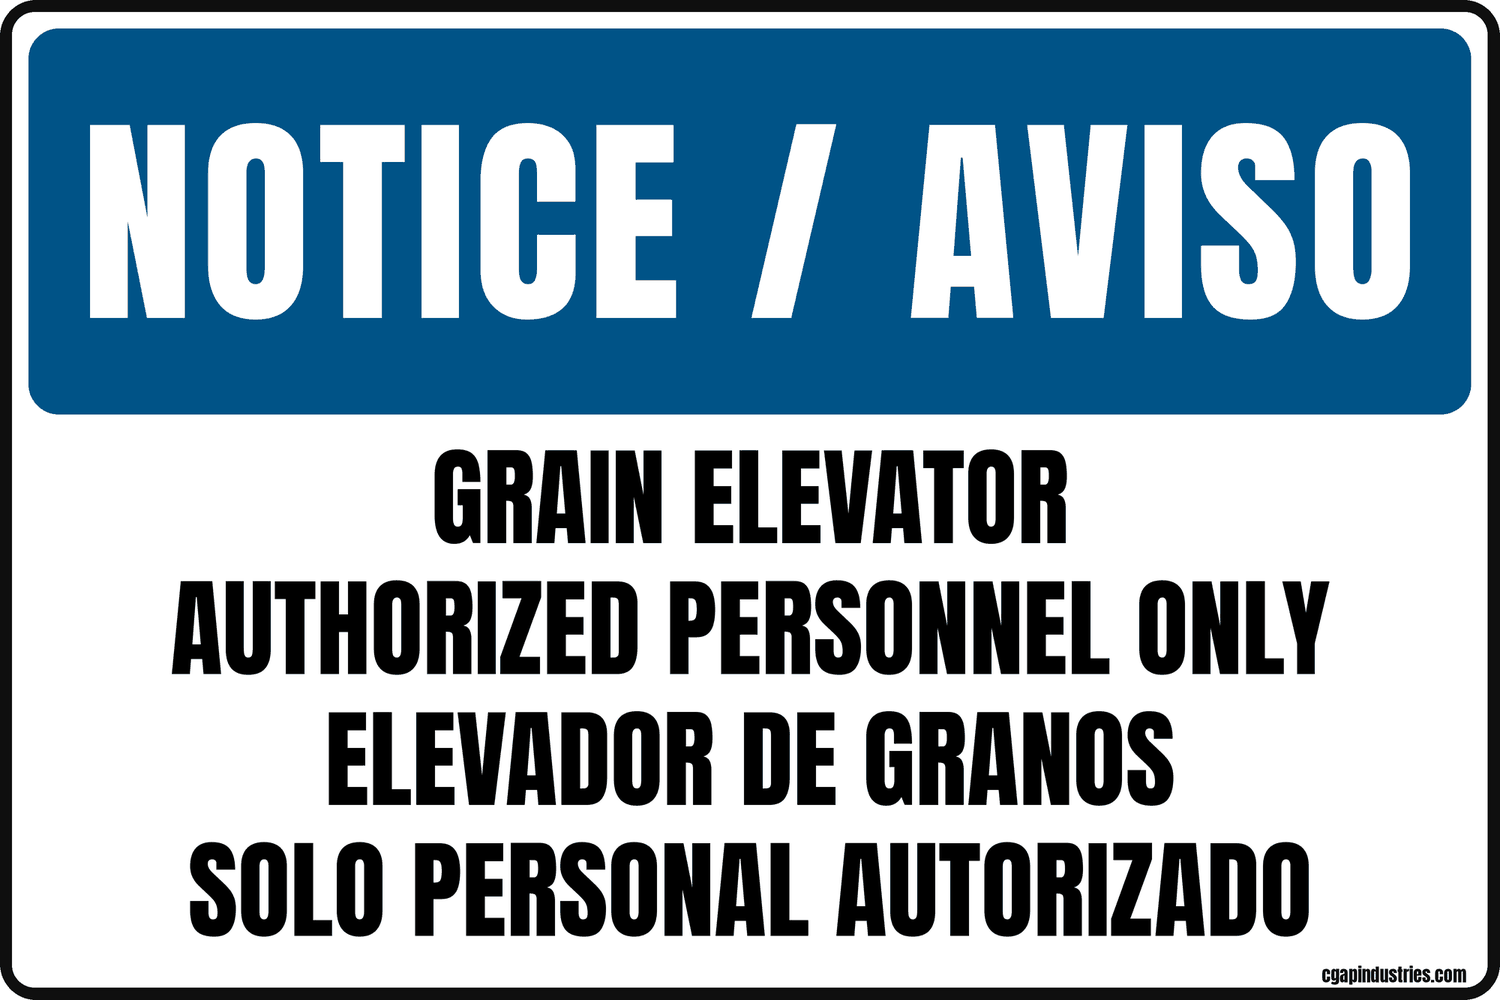 NOTICE / AVISO
GRAIN ELEVATOR
AUTHORIZED PERSONNEL ONLY
ELEVADOR DE GRANOS
SOLO PERSONAL AUTORIZADO
cgapindustries.com